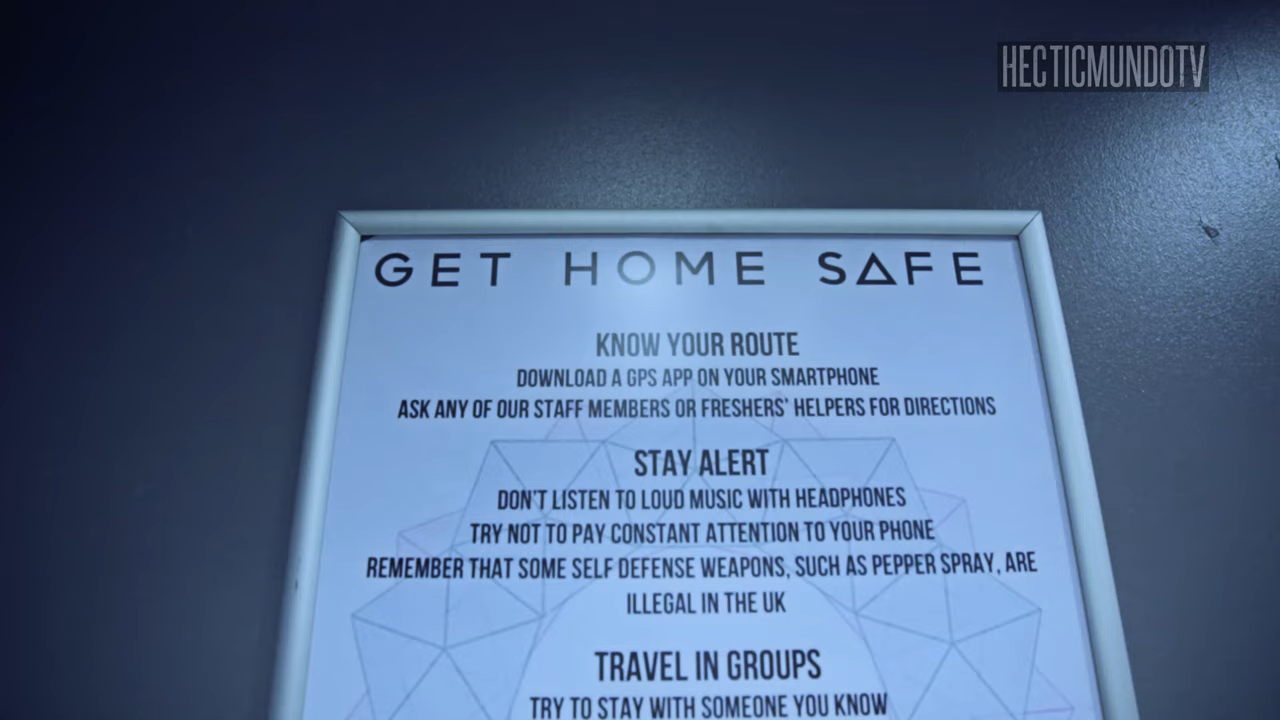 HECTICMUNDOTV
GET HOME SAFE
KNOW YOUR ROUTE
DOWNLOAD A GPS APP ON YOUR SMARTPHONE
ASK ANY OF OUR STAFF MEMBERS OR FRESHERS' HELPERS FOR DIRECTIONS
STAY ALERT
DON'T LISTEN TO LOUD MUSIC WITH HEADPHONES
TRY NOT TO PAY CONSTANT ATTENTION TO YOUR PHONE
REMEMBER THAT SOME SELF DEFENSE WEAPONS, SUCH AS PEPPER SPRAY, ARE
ILLEGAL IN THE UK
TRAVEL IN GROUPS
TRY TO STAY WITH SOMEONE YOU KNOW